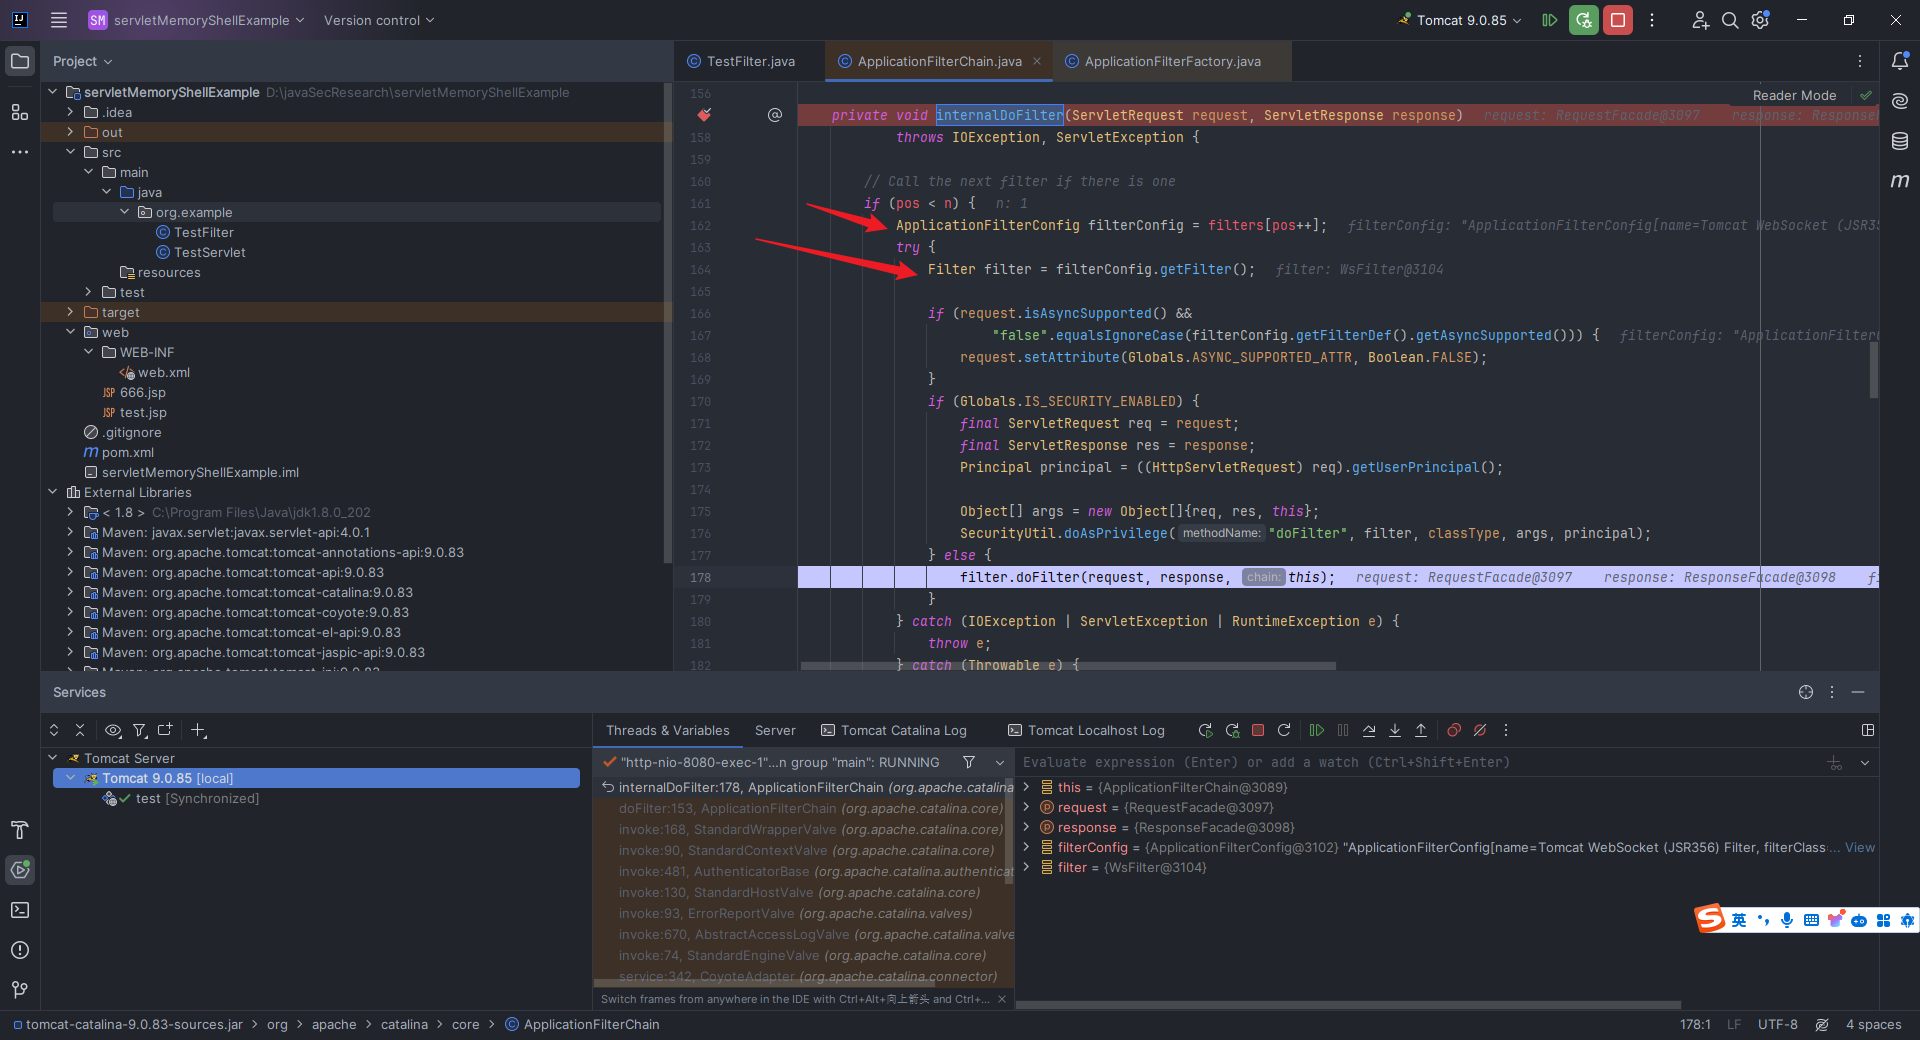 SM servletMemoryShellExample Version control Tomcat 9.0.85
Project
TestFilter.java ApplicationFilterChain.java ApplicationFilterFactory.java
Reader Mode
servletMemoryShellExample D:\javaSecResearch\servletMemoryShellExample
.idea
out
src
main
java
org.example
TestFilter
TestServlet
resources
test
target
web
WEB-INF
web.xml
JSP 666.jsp
JSP test.jsp
.gitignore
m pom.xml
servletMemoryShellExample.iml
External Libraries
< 1.8 > C:\Program Files\Java\jdk1.8.0_202
Maven: javax.servlet:javax.servlet-api:4.0.1
Maven: org.apache.tomcat:tomcat-annotations-api:9.0.83
Maven: org.apache.tomcat:tomcat-api:9.0.83
Maven: org.apache.tomcat:tomcat-catalina:9.0.83
Maven: org.apache.tomcat:tomcat-coyote:9.0.83
Maven: org.apache.tomcat:tomcat-el-api:9.0.83
Maven: org.apache.tomcat:tomcat-jaspic-api:9.0.83
Maven: org.apache.tomcat:tomcat-jni:9.0.83
156
@ private void internalDoFilter(ServletRequest request, ServletResponse response) request: RequestFacade@3097 response: Response
158 throws IOException, ServletException {
159
160 // Call the next filter if there is one
161 if (pos < n) { n: 1
162 ApplicationFilterConfig filterConfig = filters[pos++]; filterConfig: "ApplicationFilterConfig[name=Tomcat WebSocket (JSR35
163 try {
164 Filter filter = filterConfig.getFilter(); filter: WsFilter@3104
165
166 if (request.isAsyncSupported() &&
167 "false".equalsIgnoreCase(filterConfig.getFilterDef().getAsyncSupported())) { filterConfig: "ApplicationFilter
168 request.setAttribute(Globals.ASYNC_SUPPORTED_ATTR, Boolean.FALSE);
169 }
170 if (Globals.IS_SECURITY_ENABLED) {
171 final ServletRequest req = request;
172 final ServletResponse res = response;
173 Principal principal = ((HttpServletRequest) req).getUserPrincipal();
174
175 Object[] args = new Object[]{req, res, this};
176 SecurityUtil.doAsPrivilege( methodName: "doFilter", filter, classType, args, principal);
177 } else {
178 filter.doFilter(request, response, chain: this); request: RequestFacade@3097 response: ResponseFacade@3098 fi
179 }
180 } catch (IOException | ServletException | RuntimeException e) {
181 throw e;
182 } catch (Throwable e) {
Services
Threads & Variables Server Tomcat Catalina Log Tomcat Localhost Log
Tomcat Server
Tomcat 9.0.85 [local]
test [Synchronized]
"http-nio-8080-exec-1"...n group "main": RUNNING
internalDoFilter:178, ApplicationFilterChain (org.apache.catalina
doFilter:153, ApplicationFilterChain (org.apache.catalina.core)
invoke:168, StandardWrapperValve (org.apache.catalina.core)
invoke:90, StandardContextValve (org.apache.catalina.core)
invoke:481, AuthenticatorBase (org.apache.catalina.authenticat
invoke:130, StandardHostValve (org.apache.catalina.core)
invoke:93, ErrorReportValve (org.apache.catalina.valves)
invoke:670, AbstractAccessLogValve (org.apache.catalina.valve
invoke:74, StandardEngineValve (org.apache.catalina.core)
service:342, CoyoteAdapter (org.apache.catalina.connector)
Switch frames from anywhere in the IDE with Ctrl+Alt+向上箭头 and Ctrl+...
Evaluate expression (Enter) or add a watch (Ctrl+Shift+Enter)
this = {ApplicationFilterChain@3089}
request = {RequestFacade@3097}
response = {ResponseFacade@3098}
filterConfig = {ApplicationFilterConfig@3102} "ApplicationFilterConfig[name=Tomcat WebSocket (JSR356) Filter, filterClass ... View
filter = {WsFilter@3104}
S 英
tomcat-catalina-9.0.83-sources.jar > org > apache > catalina > core > ApplicationFilterChain
178:1 LF UTF-8 4 spaces